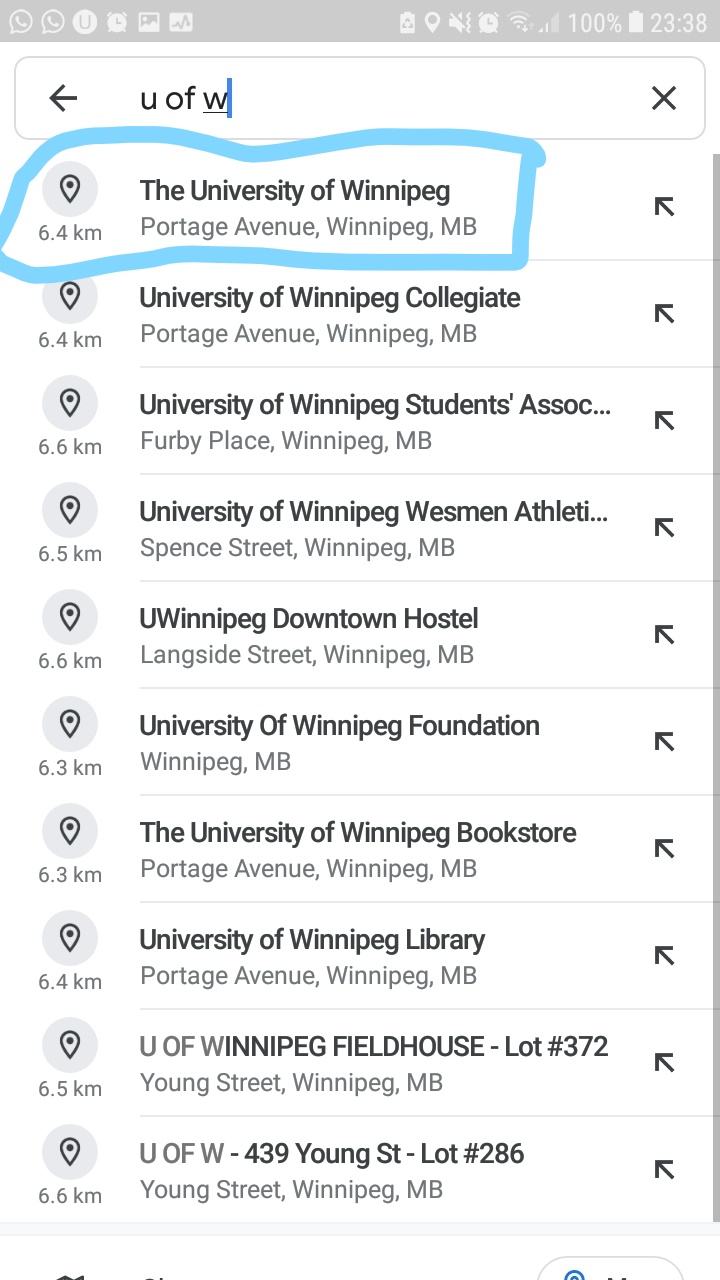 100% 23:38
u of w
The University of Winnipeg
Portage Avenue, Winnipeg, MB
6.4 km
University of Winnipeg Collegiate
Portage Avenue, Winnipeg, MB
6.4 km
University of Winnipeg Students' Assoc...
Furby Place, Winnipeg, MB
6.6 km
University of Winnipeg Wesmen Athleti...
Spence Street, Winnipeg, MB
6.5 km
UWinnipeg Downtown Hostel
Langside Street, Winnipeg, MB
6.6 km
University Of Winnipeg Foundation
Winnipeg, MB
6.3 km
The University of Winnipeg Bookstore
Portage Avenue, Winnipeg, MB
6.3 km
University of Winnipeg Library
Portage Avenue, Winnipeg, MB
6.4 km
U OF WINNIPEG FIELDHOUSE - Lot #372
Young Street, Winnipeg, MB
6.5 km
U OF W - 439 Young St - Lot #286
Young Street, Winnipeg, MB
6.6 km